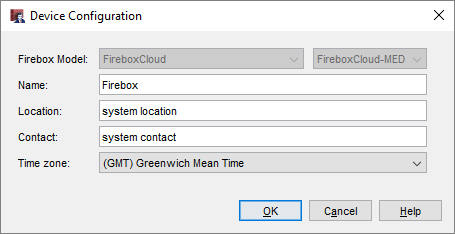 Device Configuration
Firebox Model: FireboxCloud FireboxCloud-MED
Name: Firebox
Location: system location
Contact: system contact
Time zone: (GMT) Greenwich Mean Time
OK Cancel Help